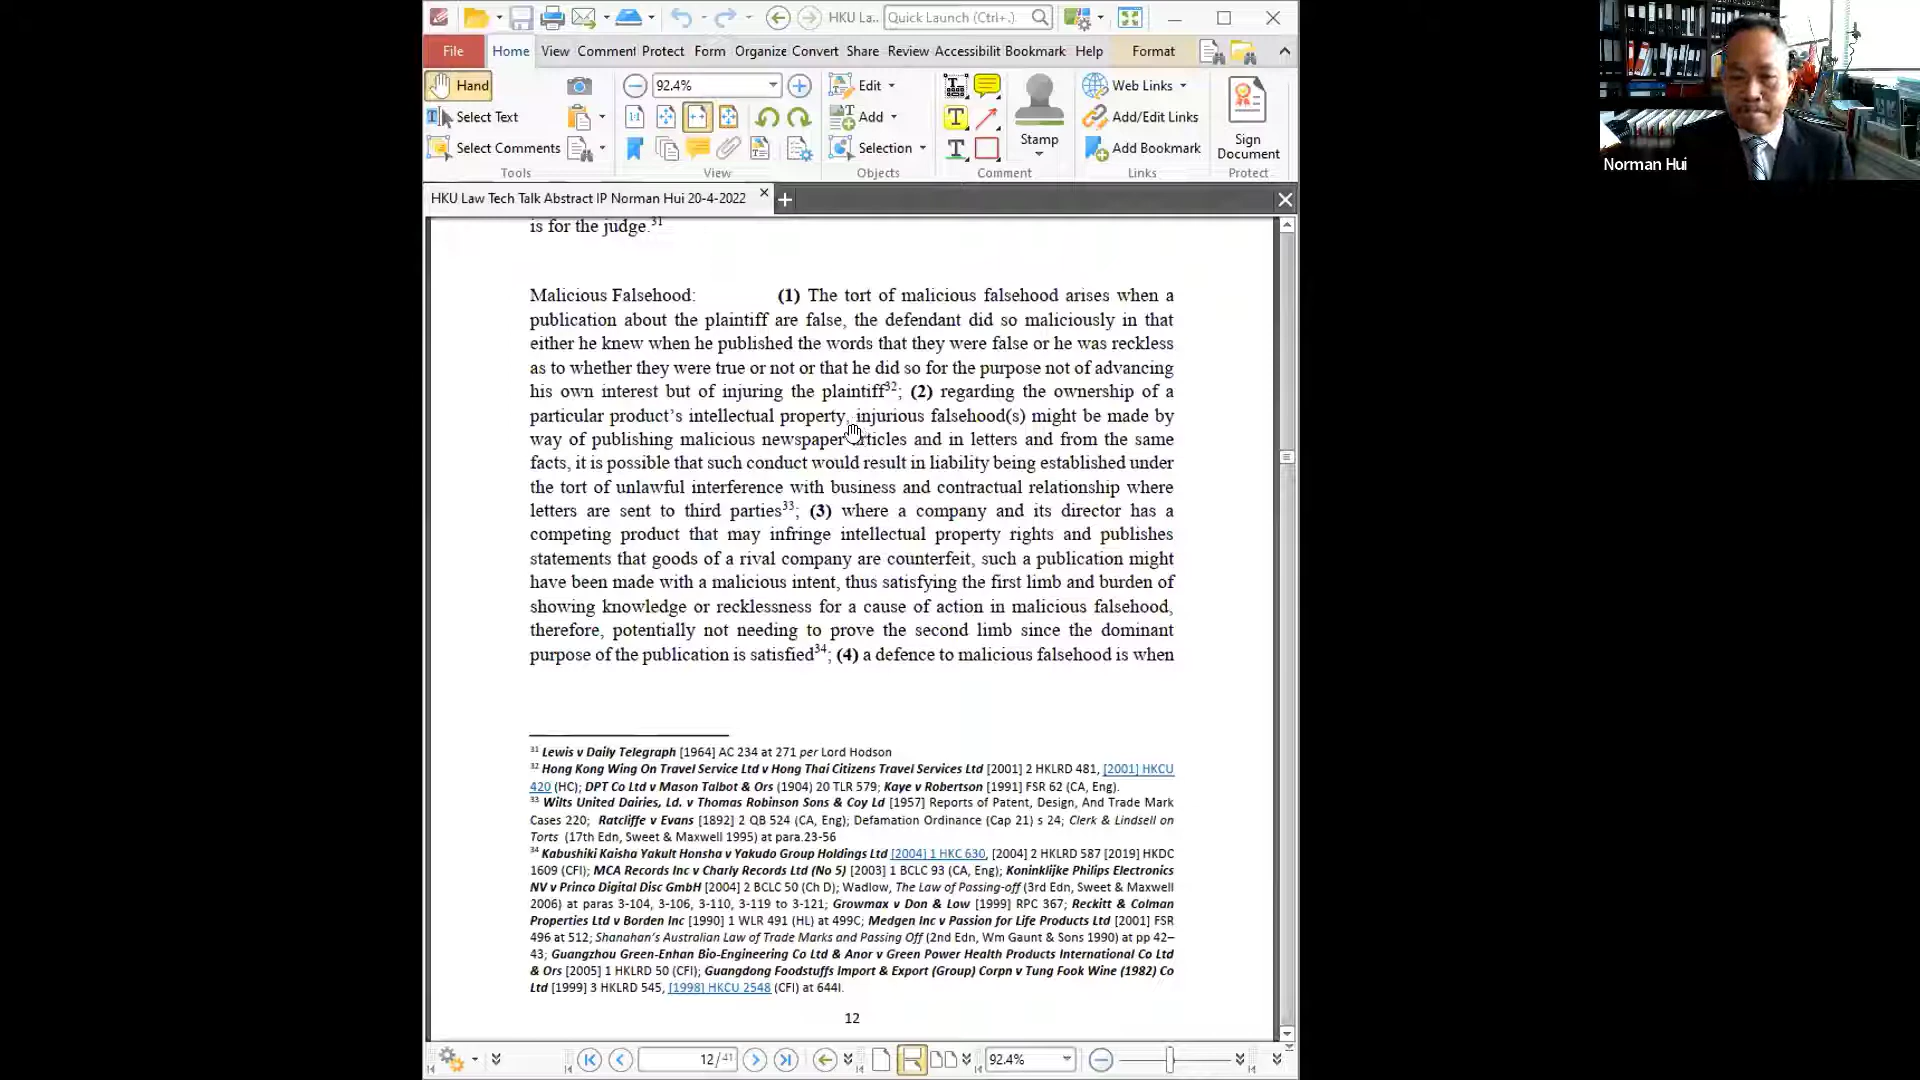 HKU La..
Quick Launch (Ctrl+.)
File Home View Comment Protect Form Organize Convert Share Review Accessibilit Bookmark Help Format
Hand
Select Text
Select Comments
Tools
92.4%
View
Edit
Add
Selection
Objects
Stamp
Comment
Web Links
Add/Edit Links
Add Bookmark
Links
Sign
Document
Protect
Norman Hui
HKU Law Tech Talk Abstract IP Norman Hui 20-4-2022
is for the judge.31
Malicious Falsehood: (1) The tort of malicious falsehood arises when a
publication about the plaintiff are false, the defendant did so maliciously in that
either he knew when he published the words that they were false or he was reckless
as to whether they were true or not or that he did so for the purpose not of advancing
his own interest but of injuring the plaintiff32; (2) regarding the ownership of a
particular product's intellectual property, injurious falsehood(s) might be made by
way of publishing malicious newspaper articles and in letters and from the same
facts, it is possible that such conduct would result in liability being established under
the tort of unlawful interference with business and contractual relationship where
letters are sent to third parties33; (3) where a company and its director has a
competing product that may infringe intellectual property rights and publishes
statements that goods of a rival company are counterfeit, such a publication might
have been made with a malicious intent, thus satisfying the first limb and burden of
showing knowledge or recklessness for a cause of action in malicious falsehood,
therefore, potentially not needing to prove the second limb since the dominant
purpose of the publication is satisfied34; (4) a defence to malicious falsehood is when
31 Lewis v Daily Telegraph [1964] AC 234 at 271 per Lord Hodson
32 Hong Kong Wing On Travel Service Ltd v Hong Thai Citizens Travel Services Ltd [2001] 2 HKLRD 481, [2001] HKCU
420 (HC); DPT Co Ltd v Mason Talbot & Ors (1904) 20 TLR 579; Kaye v Robertson [1991] FSR 62 (CA, Eng).
33 Wilts United Dairies, Ld. v Thomas Robinson Sons & Coy Ld [1957] Reports of Patent, Design, And Trade Mark
Cases 220; Ratcliffe v Evans [1892] 2 QB 524 (CA, Eng); Defamation Ordinance (Cap 21) s 24; Clerk & Lindsell on
Torts (17th Edn, Sweet & Maxwell 1995) at para.23-56
34 Kabushiki Kaisha Yakult Honsha v Yakudo Group Holdings Ltd [2004] 1 HKC 630, [2004] 2 HKLRD 587 [2019] HKDC
1609 (CFI); MCA Records Inc v Charly Records Ltd (No 5) [2003] 1 BCLC 93 (CA, Eng); Koninklijke Philips Electronics
NV v Princo Digital Disc GmbH [2004] 2 BCLC 50 (Ch D); Wadlow, The Law of Passing-off (3rd Edn, Sweet & Maxwell
2006) at paras 3-104, 3-106, 3-110, 3-119 to 3-121; Growmax v Don & Low [1999] RPC 367; Reckitt & Colman
Properties Ltd v Borden Inc [1990] 1 WLR 491 (HL) at 499C; Medgen Inc v Passion for Life Products Ltd [2001] FSR
496 at 512; Shanahan's Australian Law of Trade Marks and Passing Off (2nd Edn, Wm Gaunt & Sons 1990) at pp 42–
43; Guangzhou Green-Enhan Bio-Engineering Co Ltd & Anor v Green Power Health Products International Co Ltd
& Ors [2005] 1 HKLRD 50 (CFI); Guangdong Foodstuffs Import & Export (Group) Corpn v Tung Fook Wine (1982) Co
Ltd [1999] 3 HKLRD 545, [1998] HKCU 2548 (CFI) at 644I.
12
12/41
92.4%